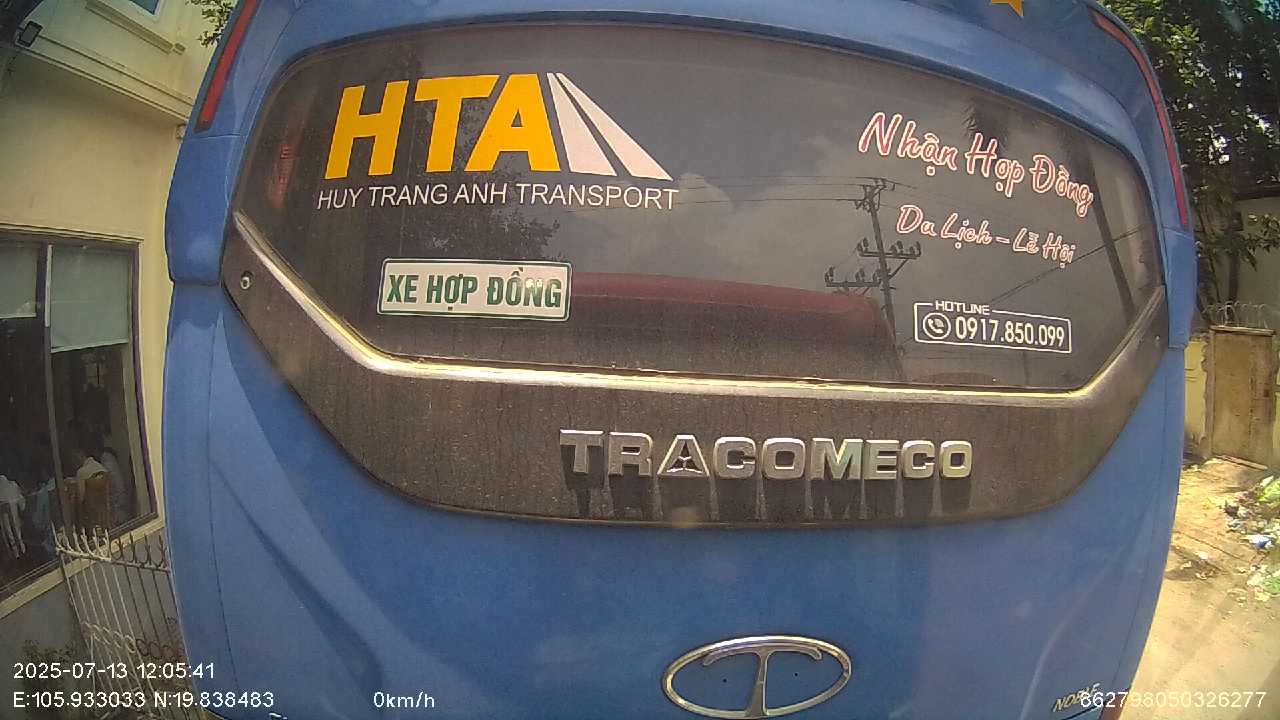 HTA
HUY TRANG ANH TRANSPORT
Nhận Hợp Đồng
Du Lịch - Lễ Hội
XE HỢP ĐỒNG
HOTLINE
0917.850.099
TRACOMECO
2025-07-13 12:05:41
E:105.933033 N:19.838483 0km/h 862798050326277